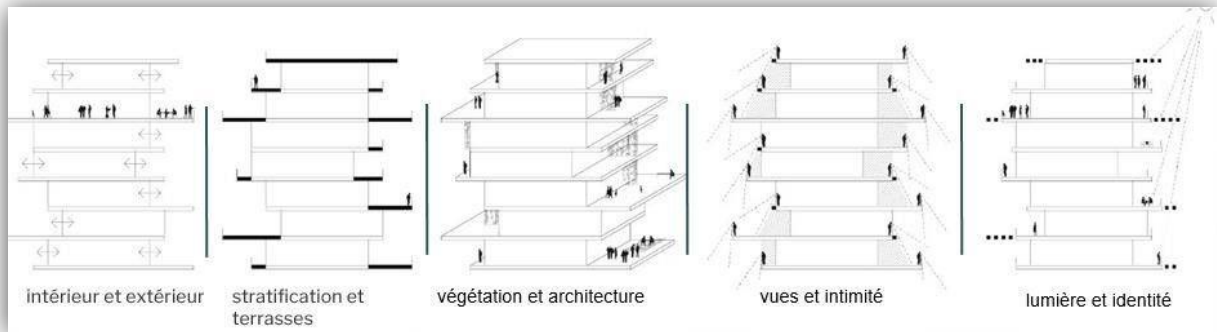 intérieur et extérieur
stratification et
terrasses
végétation et architecture
vues et intimité
lumière et identité